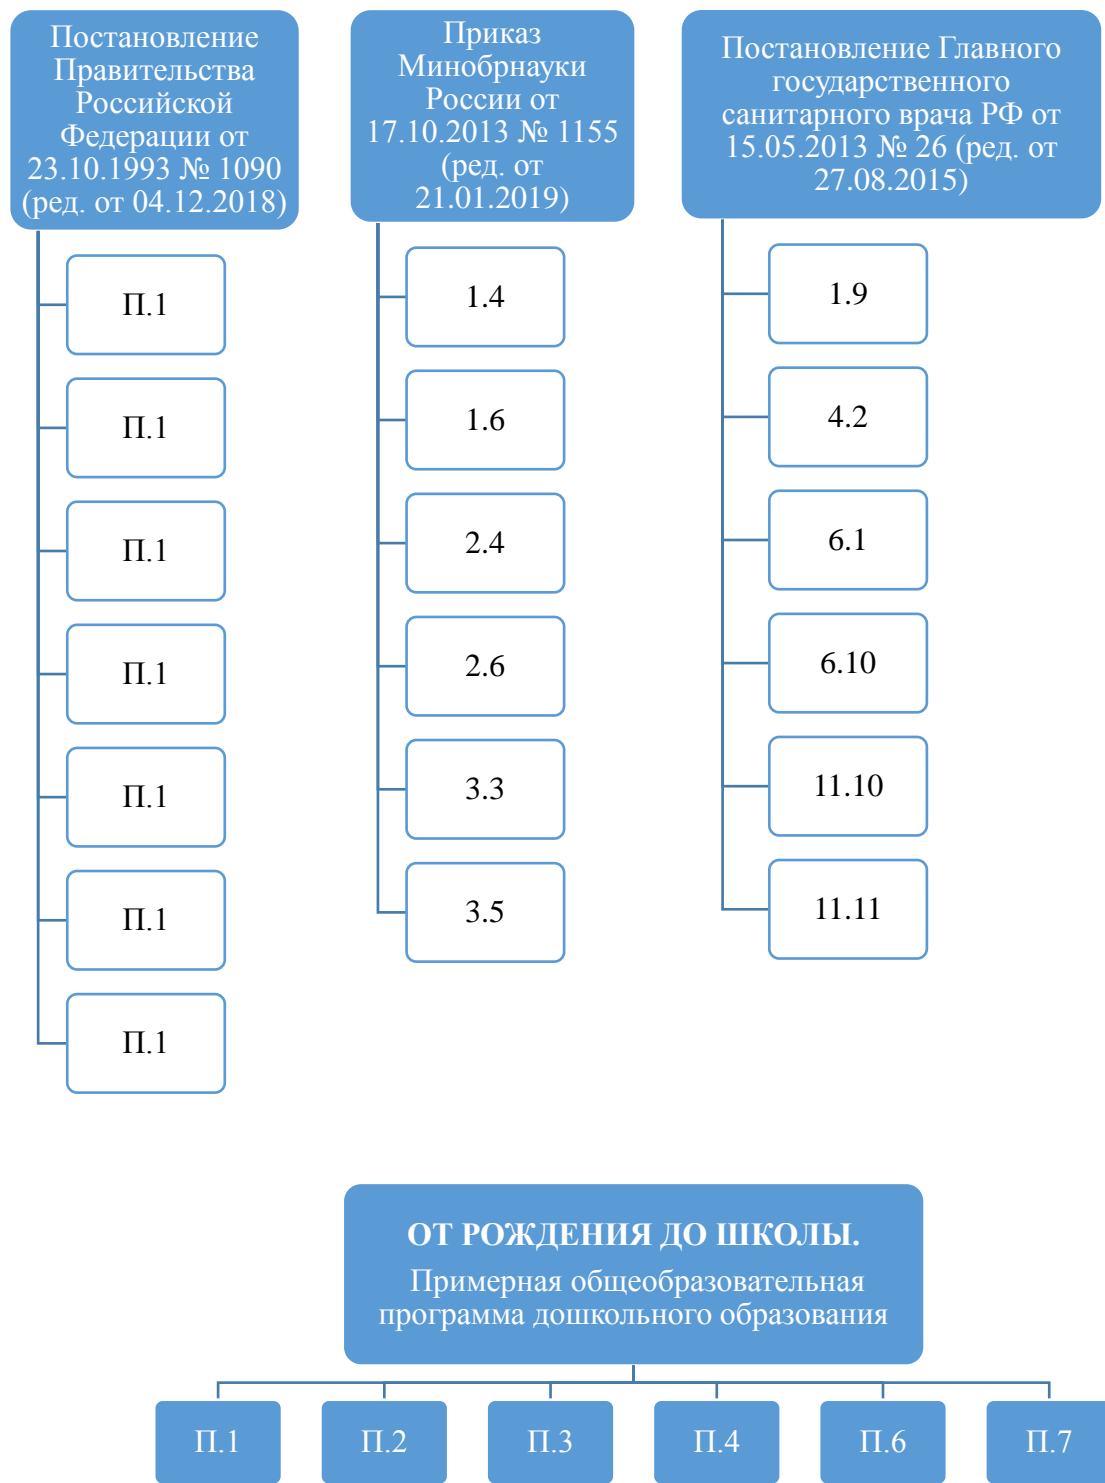 Постановление
Правительства
Российской
Федерации от
23.10.1993 № 1090
(ред. от 04.12.2018)
П.1
П.1
П.1
П.1
П.1
П.1
П.1
Приказ
Минобрнауки
России от
17.10.2013 № 1155
(ред. от
21.01.2019)
1.4
1.6
2.4
2.6
3.3
3.5
Постановление Главного
государственного
санитарного врача РФ от
15.05.2013 № 26 (ред. от
27.08.2015)
1.9
4.2
6.1
6.10
11.10
11.11
ОТ РОЖДЕНИЯ ДО ШКОЛЫ.
Примерная общеобразовательная
программа дошкольного образования
П.1
П.2
П.3
П.4
П.6
П.7